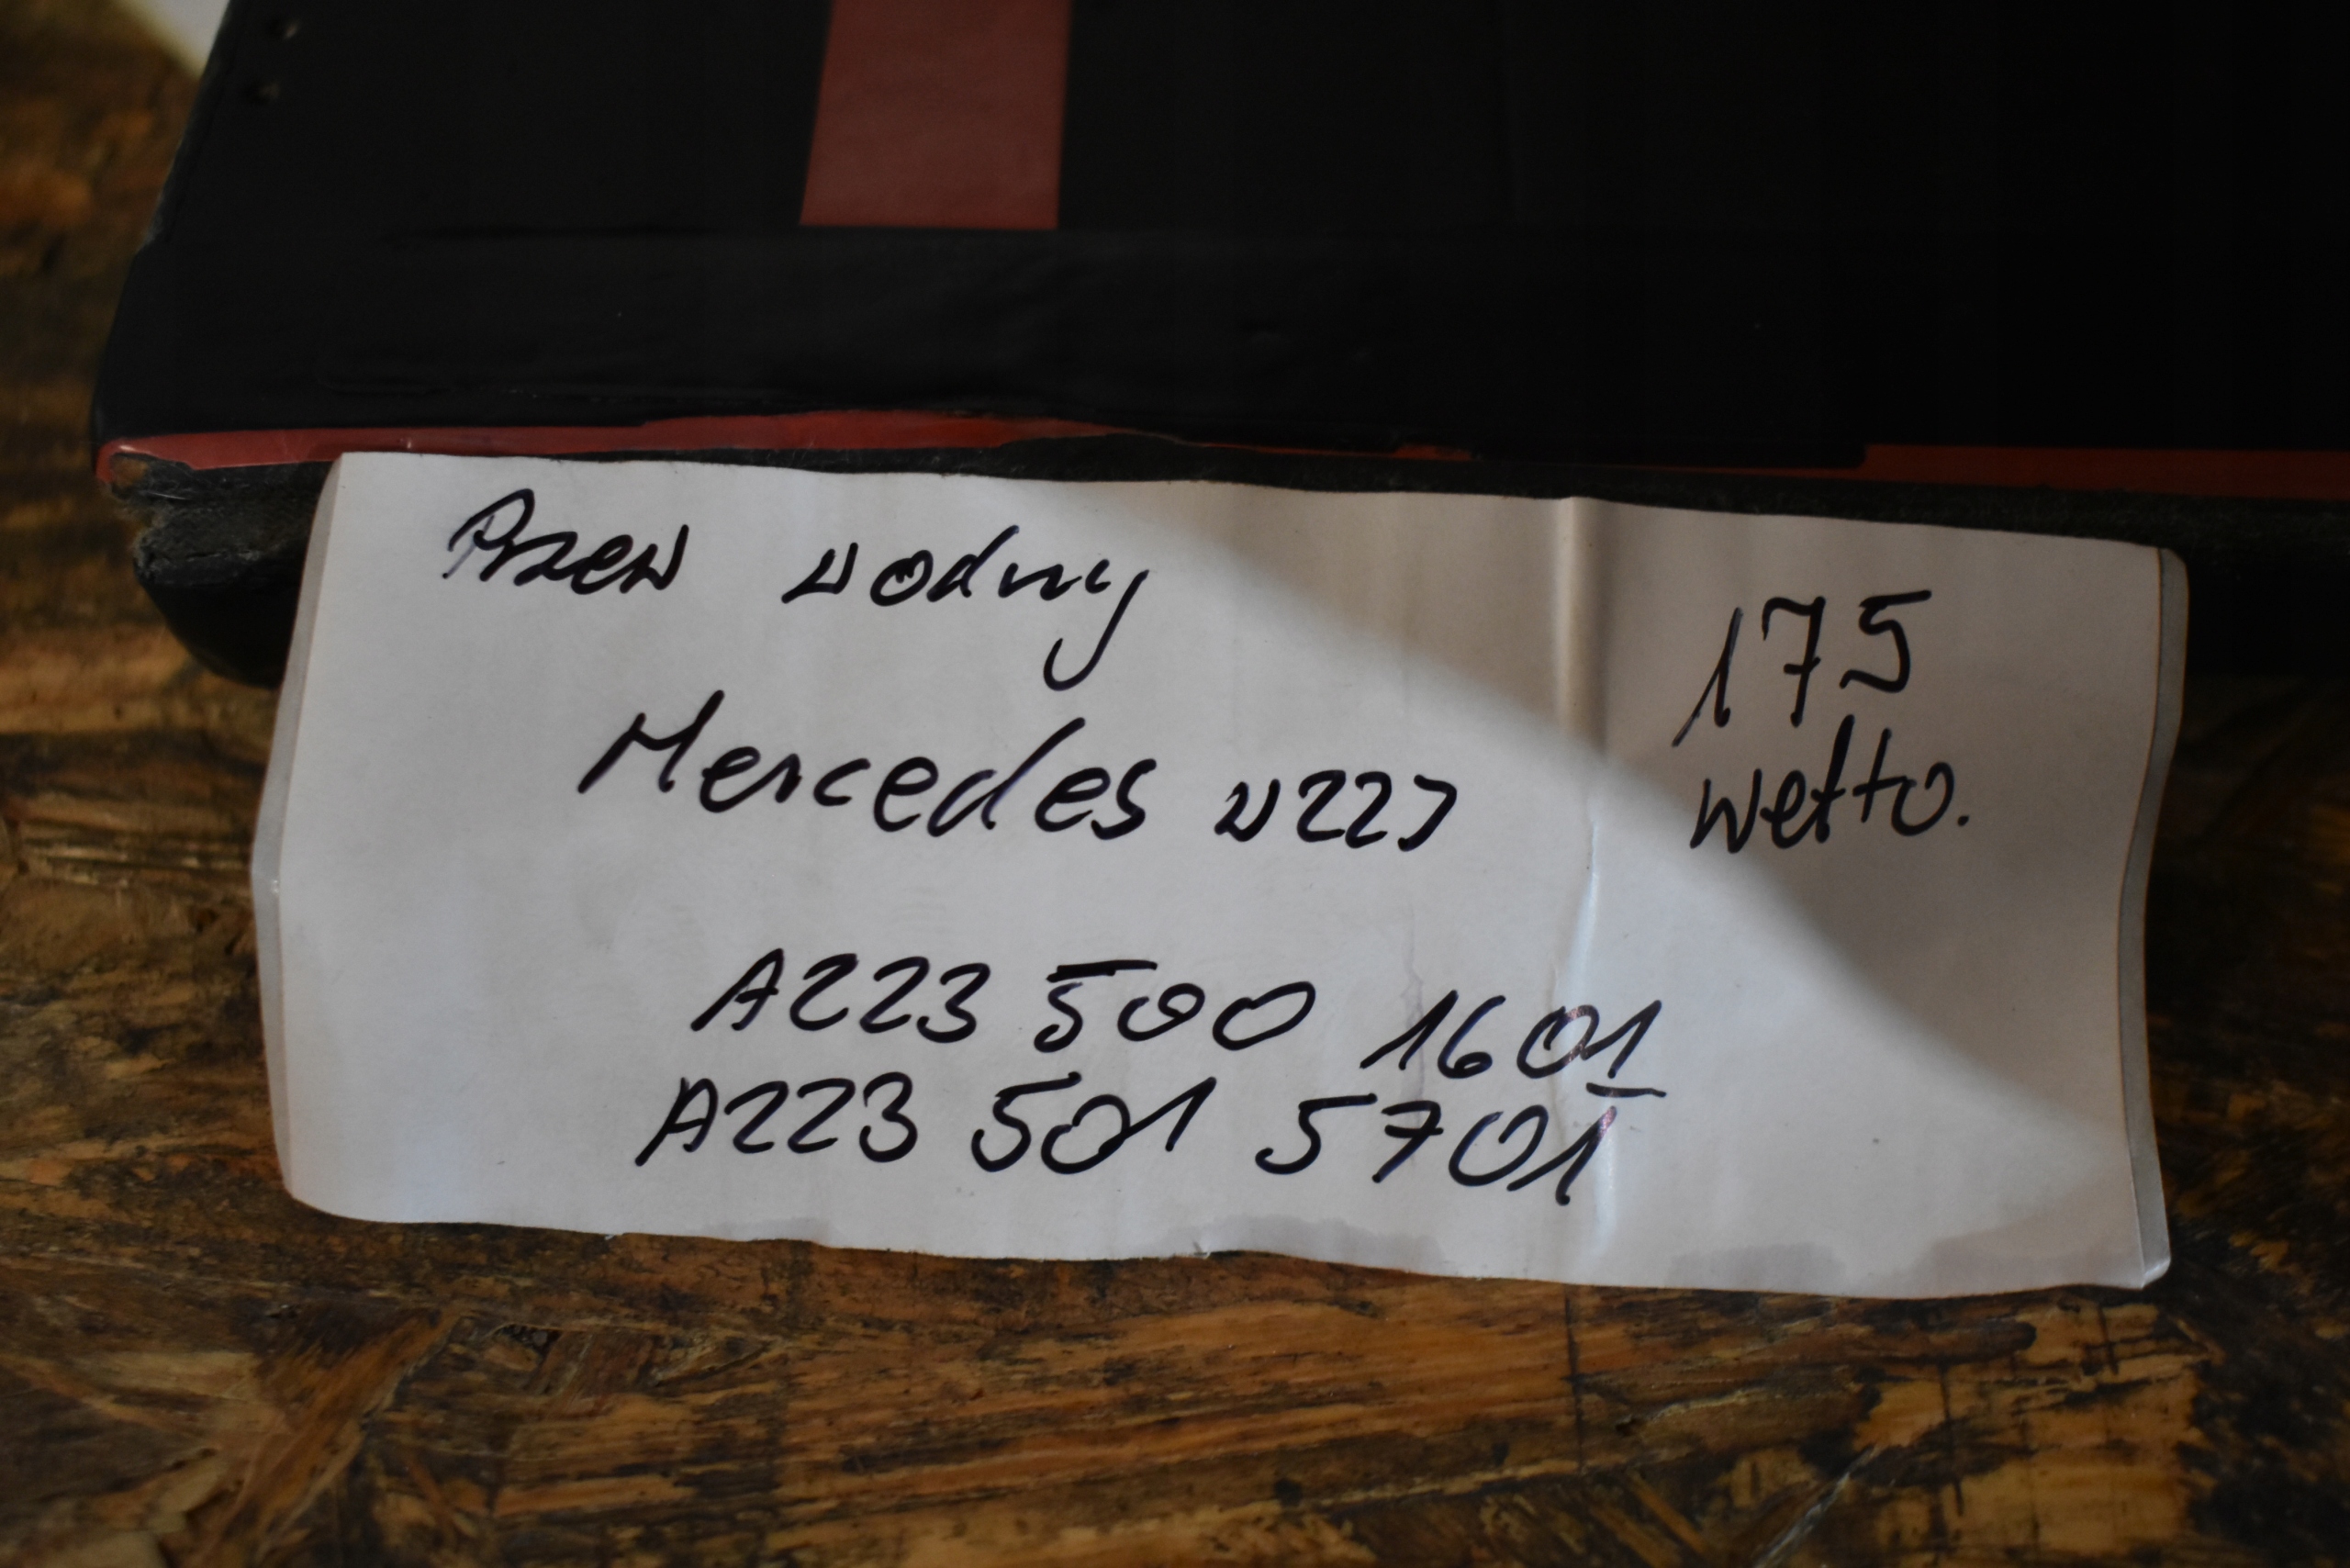 Przew wodny
175
netto.
Mercedes w223
A223 500 1601
A223 501 5701